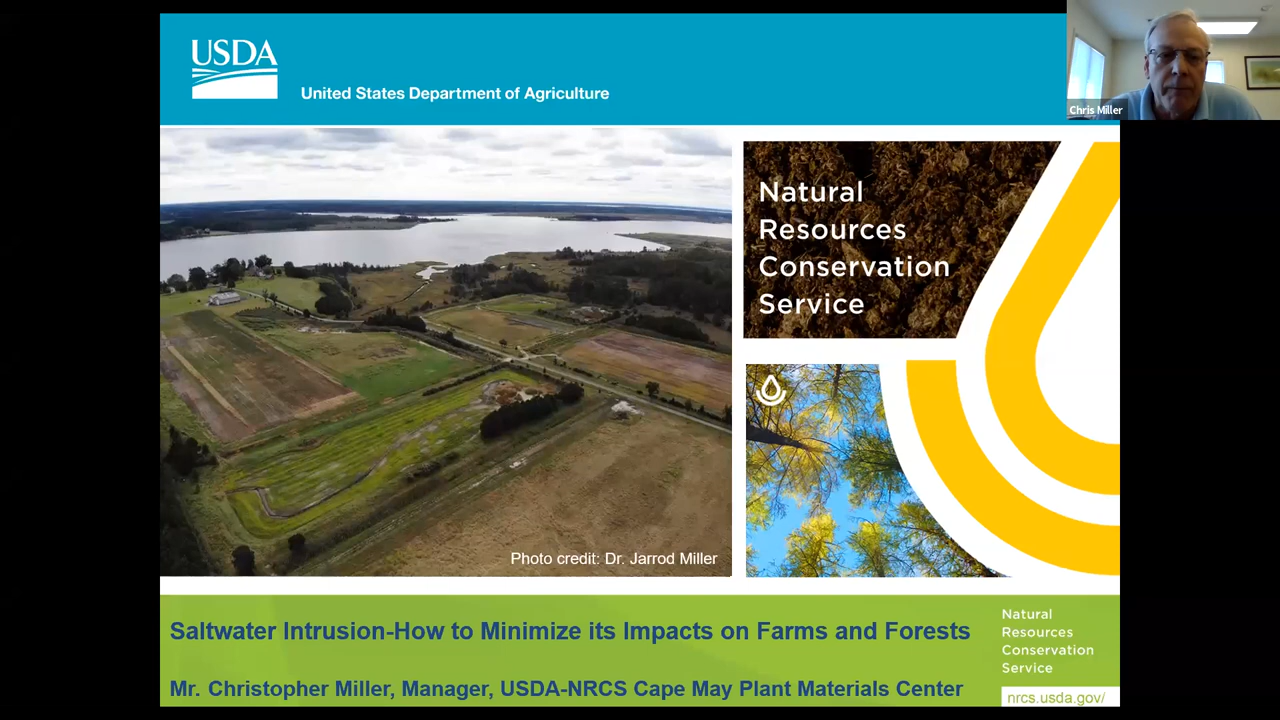 USDA
United States Department of Agriculture
Chris Miller
Natural
Resources
Conservation
Service
Photo credit: Dr. Jarrod Miller
Saltwater Intrusion-How to Minimize its Impacts on Farms and Forests
Mr. Christopher Miller, Manager, USDA-NRCS Cape May Plant Materials Center
Natural
Resources
Conservation
Service
nrcs.usda.gov/